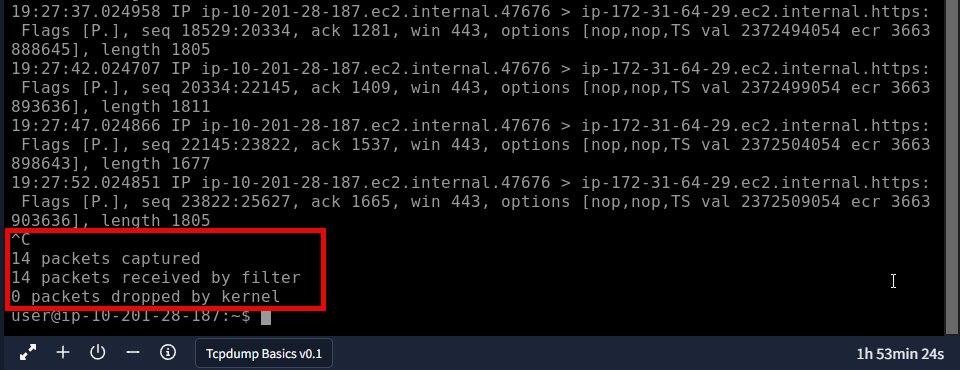 19:27:37.024958 IP ip-10-201-28-187.ec2.internal.47676 > ip-172-31-64-29.ec2.internal.https:
 Flags [P.], seq 18529:20334, ack 1281, win 443, options [nop,nop,TS val 2372494054 ecr 3663
888645], length 1805
19:27:42.024707 IP ip-10-201-28-187.ec2.internal.47676 > ip-172-31-64-29.ec2.internal.https:
 Flags [P.], seq 20334:22145, ack 1409, win 443, options [nop,nop,TS val 2372499054 ecr 3663
893636], length 1811
19:27:47.024866 IP ip-10-201-28-187.ec2.internal.47676 > ip-172-31-64-29.ec2.internal.https:
 Flags [P.], seq 22145:23822, ack 1537, win 443, options [nop,nop,TS val 2372504054 ecr 3663
898643], length 1677
19:27:52.024851 IP ip-10-201-28-187.ec2.internal.47676 > ip-172-31-64-29.ec2.internal.https:
 Flags [P.], seq 23822:25627, ack 1665, win 443, options [nop,nop,TS val 2372509054 ecr 3663
903636], length 1805
^C
14 packets captured
14 packets received by filter
0 packets dropped by kernel
user@ip-10-201-28-187:~$
Tcpdump Basics v0.1
1h 53min 24s